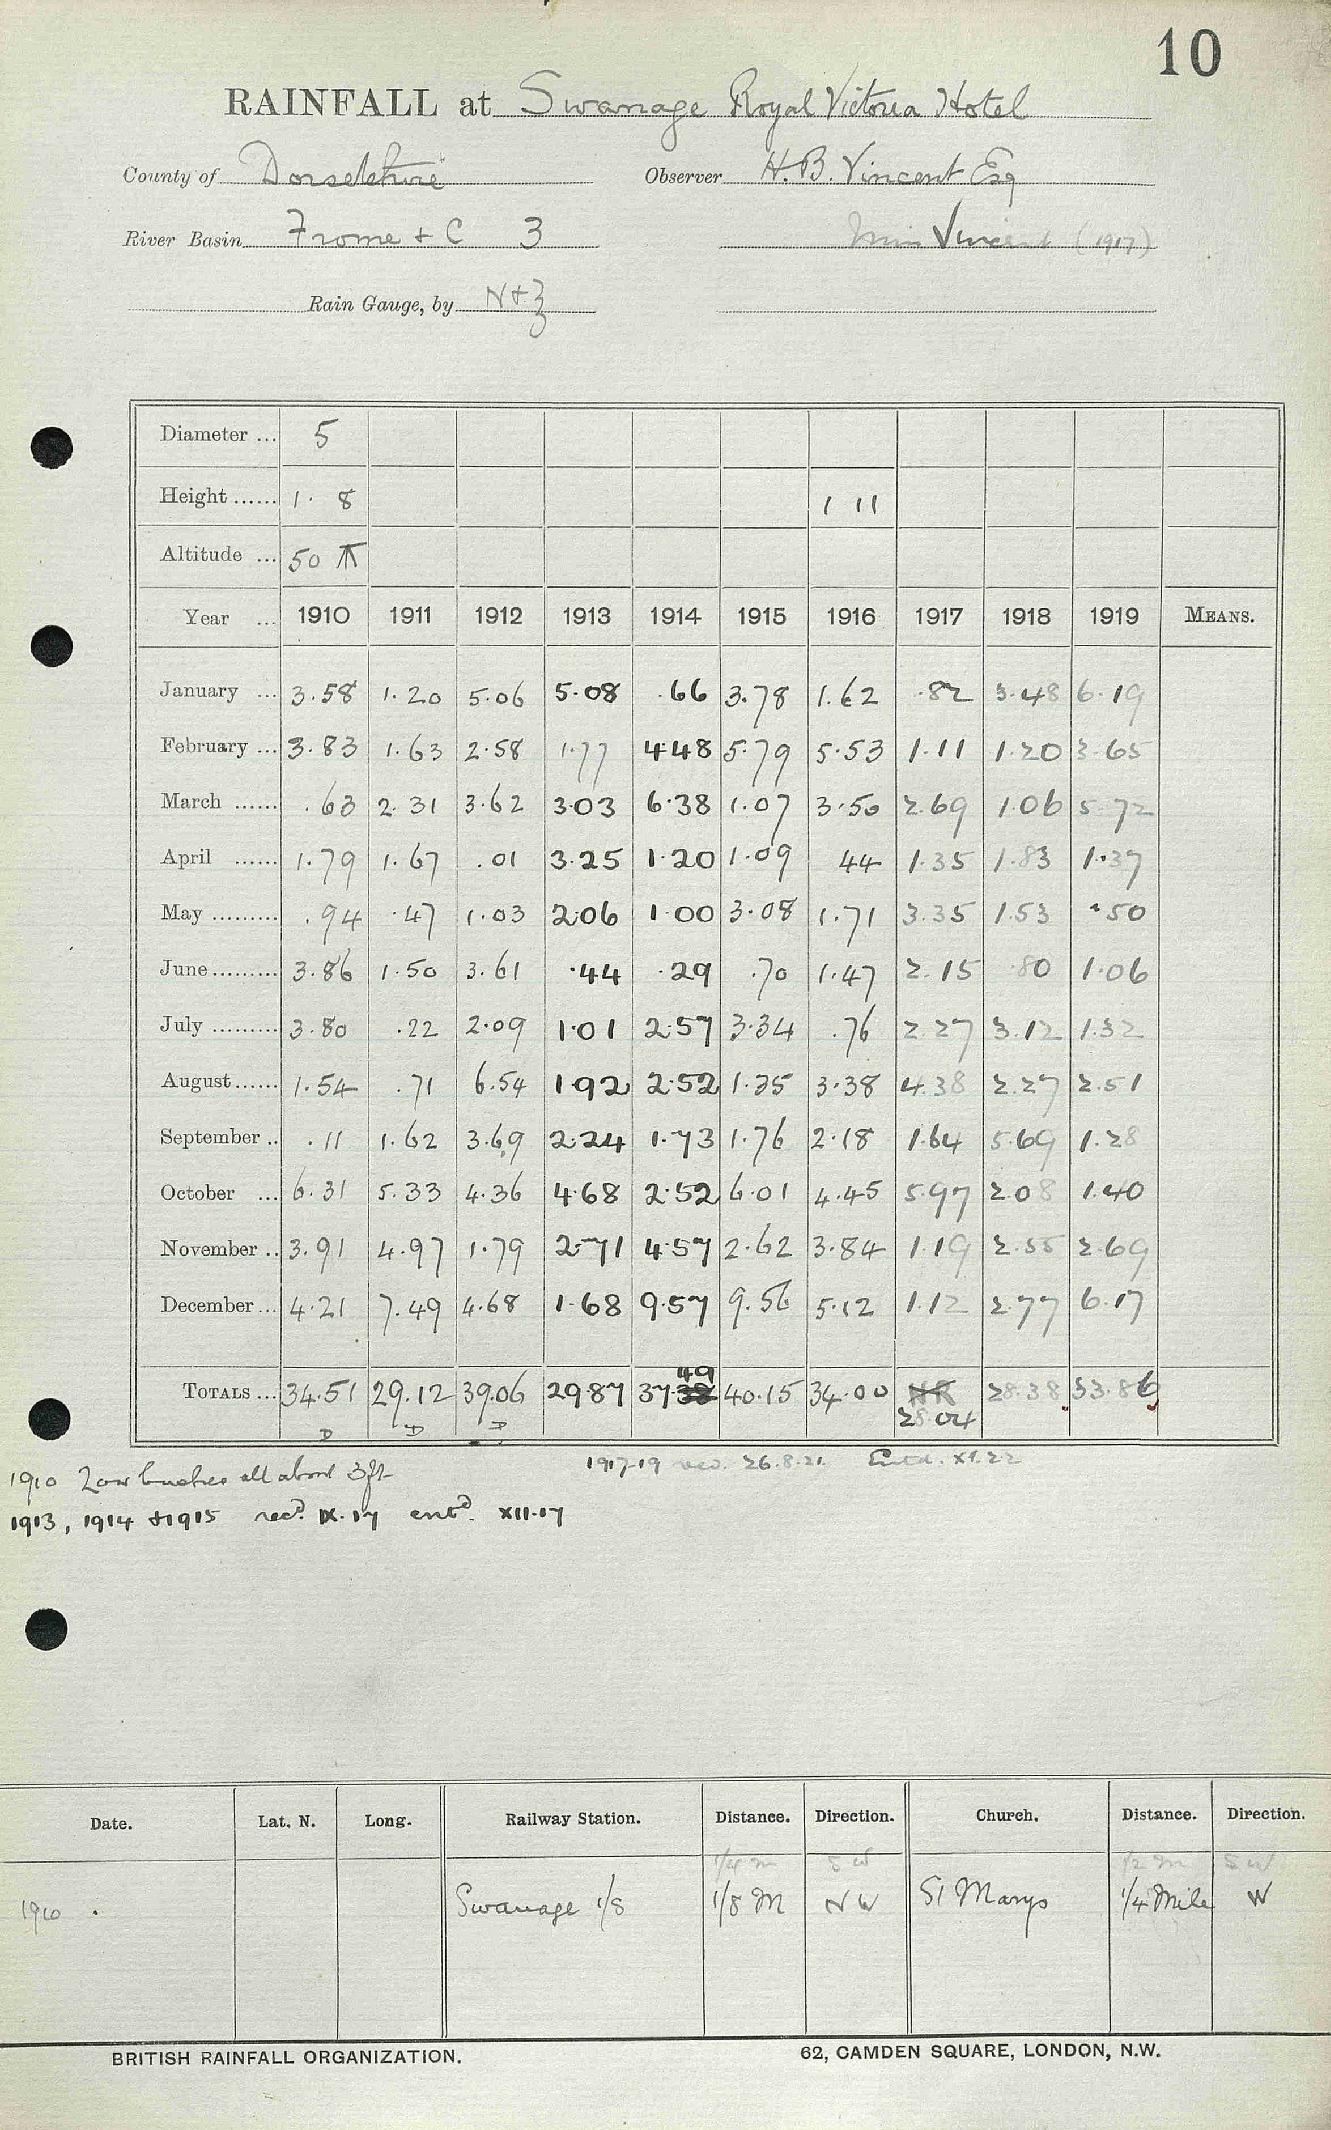 10
RAINFALL at Swanage Royal Victoria Hotel
County of Dorsetshire Observer H. B. Vincent Esq
River Basin Frome + C 3 Miss Vincent (1917)
Rain Gauge, by N+Z
Diameter ... 5
Height ...... 1. 8 1 11
Altitude ... 50
Year ... 1910 1911 1912 1913 1914 1915 1916 1917 1918 1919 MEANS.
January ... 3.58 1.20 5.06 5.08 .66 3.78 1.62 .82 3.48 6.19
February ... 3.83 1.63 2.58 1.77 4.48 5.79 5.53 1.11 1.20 3.65
March ...... .63 2.31 3.62 3.03 6.38 1.07 3.50 2.69 1.06 5.72
April ...... 1.79 1.67 .01 3.25 1.20 1.09 44 1.35 1.83 1.37
May ......... .94 .47 1.03 2.06 1.00 3.08 1.71 3.35 1.53 .50
June ......... 3.86 1.50 3.61 .44 .29 .70 1.47 2.15 .80 1.06
July ......... 3.80 .22 2.09 1.01 2.57 3.34 .76 2.27 3.12 1.32
August ...... 1.54 .71 6.54 1.92 2.52 1.35 3.38 4.38 2.27 2.51
September .. .11 1.62 3.69 2.24 1.73 1.76 2.18 1.64 5.69 1.28
October ... 6.31 5.33 4.36 4.68 2.52 6.01 4.45 5.97 2.08 1.40
November .. 3.91 4.97 1.79 2.71 4.57 2.62 3.84 1.19 2.55 2.69
December ... 4.21 7.49 4.68 1.68 9.57 9.56 5.12 1.12 2.77 6.17
49
TOTALS ... 34.51 29.12 39.06 29.87 37.38 40.15 34.00 NR 28.38 33.86
D D D 28.04
1910 Low bushes all about 3ft
1917-19 rec. 26.8.21. Entd. XI.22
1913, 1914 + 1915 recd. IX.17 entd. XII.17
Date. Lat. N. Long. Railway Station. Distance. Direction. Church. Distance. Direction.
1/4 m SW 1/2 m SW
1910 . Swanage 1/8 1/8 M NW St Marys 1/4 Mile W
BRITISH RAINFALL ORGANIZATION. 62, CAMDEN SQUARE, LONDON, N.W.